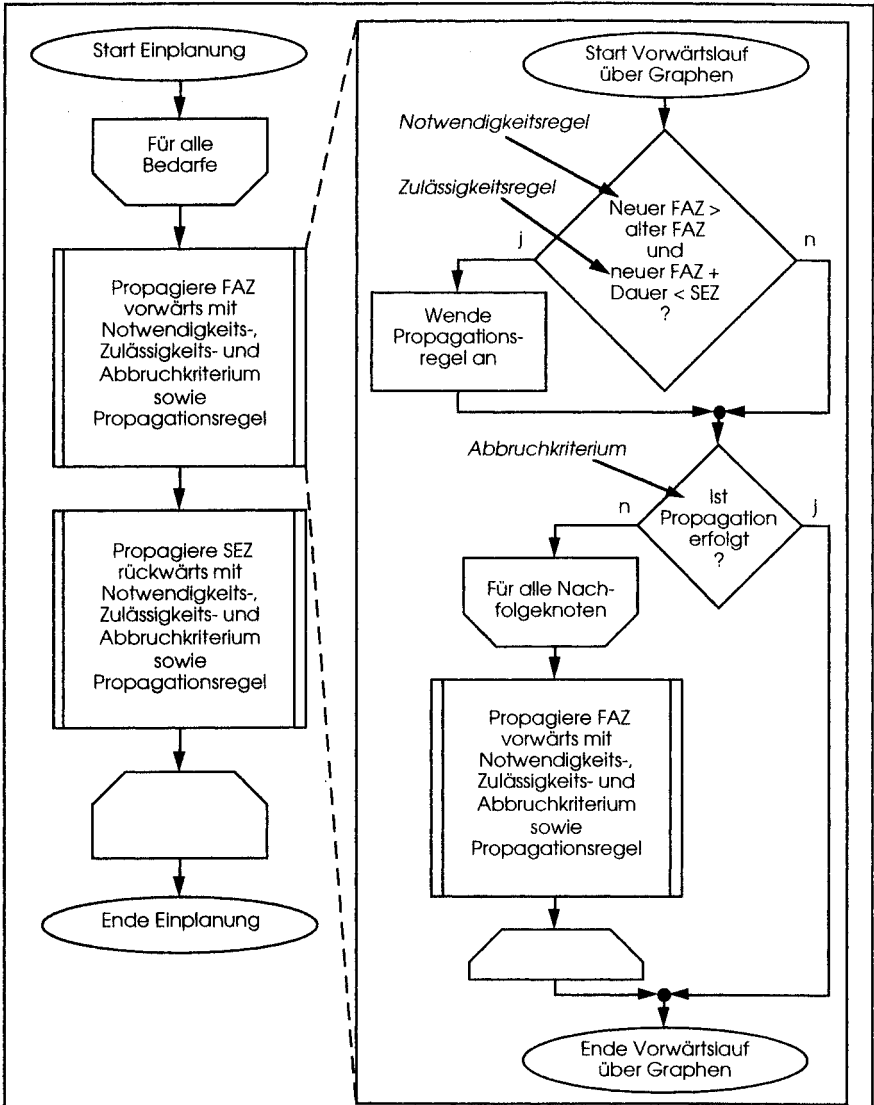 Start Einplanung
Für alle
Bedarfe
Propagiere FAZ
vorwärts mit
Notwendigkeits-,
Zulässigkeits- und
Abbruchkriterium
sowie
Propagationsregel
Propagiere SEZ
rückwärts mit
Notwendigkeits-,
Zulässigkeits- und
Abbruchkriterium
sowie
Propagationsregel
Ende Einplanung
Start Vorwärtslauf
über Graphen
Notwendigkeitsregel
Zulässigkeitsregel
Neuer FAZ >
alter FAZ
und
neuer FAZ +
Dauer < SEZ
?
j
n
Wende
Propagations-
regel an
Abbruchkriterium
Ist
Propagation
erfolgt
?
n
j
Für alle Nach-
folgeknoten
Propagiere FAZ
vorwärts mit
Notwendigkeits-,
Zulässigkeits- und
Abbruchkriterium
sowie
Propagationsregel
Ende Vorwärtslauf
über Graphen